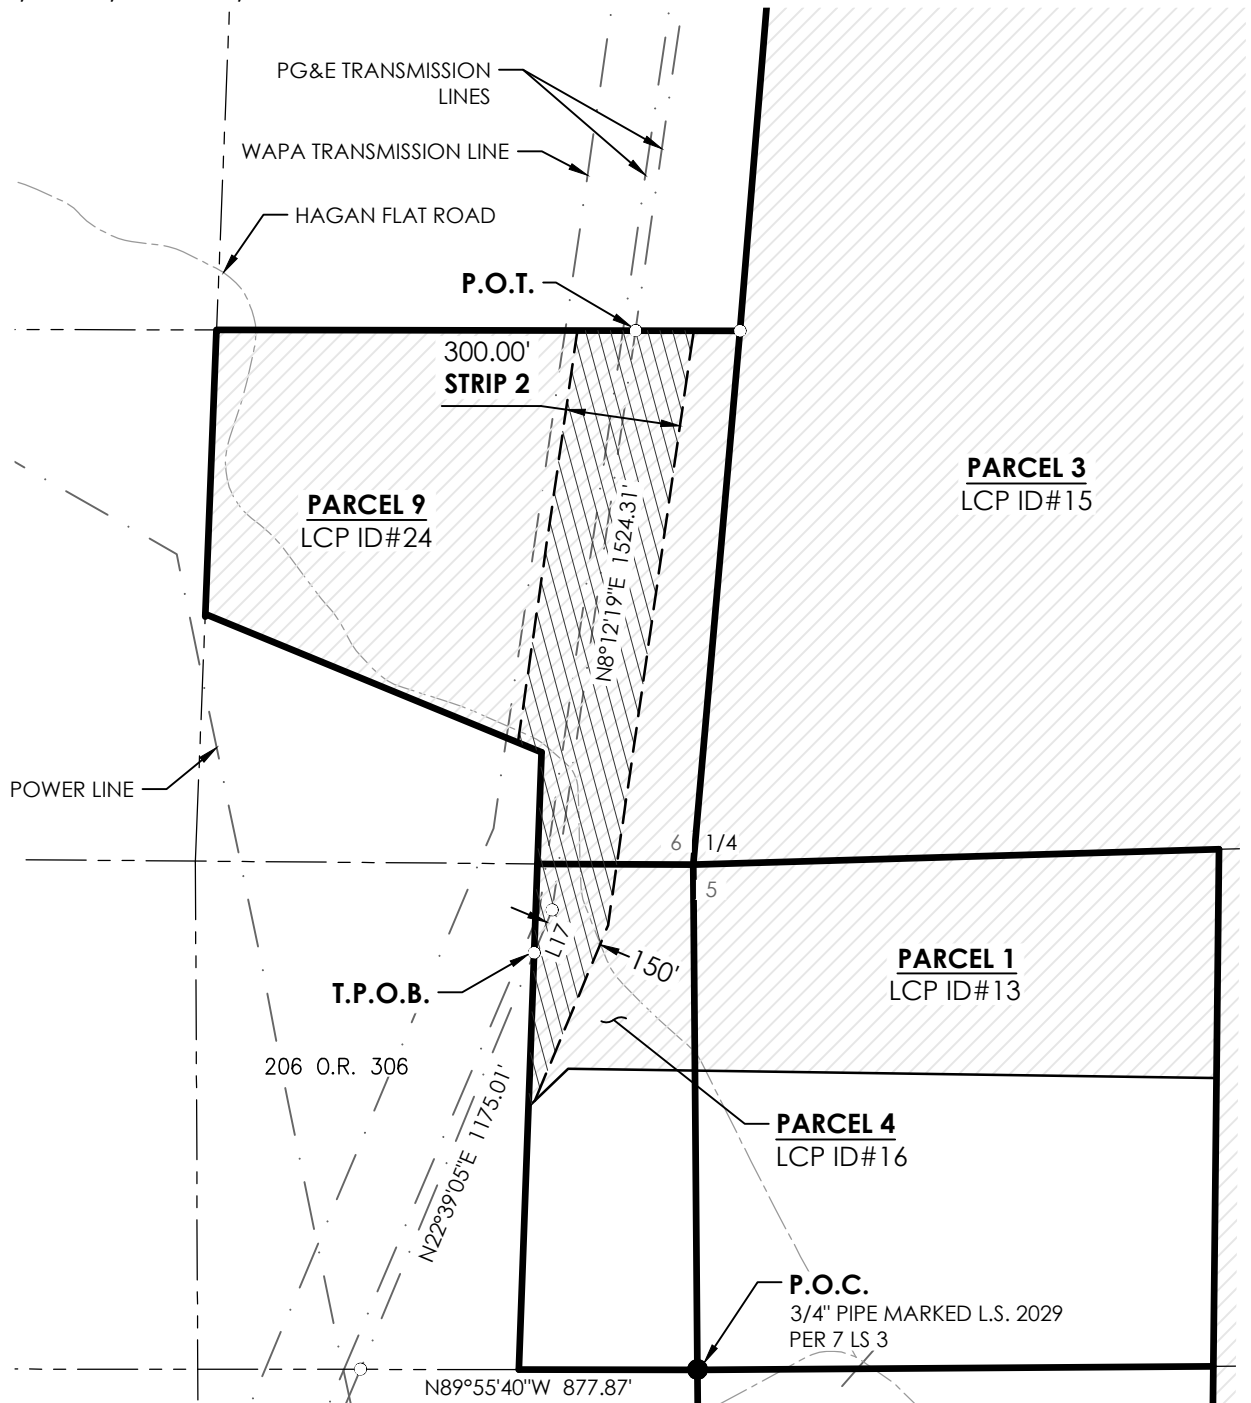 PG&E TRANSMISSION
LINES
WAPA TRANSMISSION LINE
HAGAN FLAT ROAD
P.O.T.
300.00'
STRIP 2
PARCEL 3
LCP ID#15
PARCEL 9
LCP ID#24
N8°12'19"E 1524.31'
POWER LINE
6
1/4
5
L17
150'
PARCEL 1
LCP ID#13
T.P.O.B.
206 O.R. 306
N22°39'05"E 1175.01'
PARCEL 4
LCP ID#16
P.O.C.
3/4" PIPE MARKED L.S. 2029
PER 7 LS 3
N89°55'40"W 877.87'